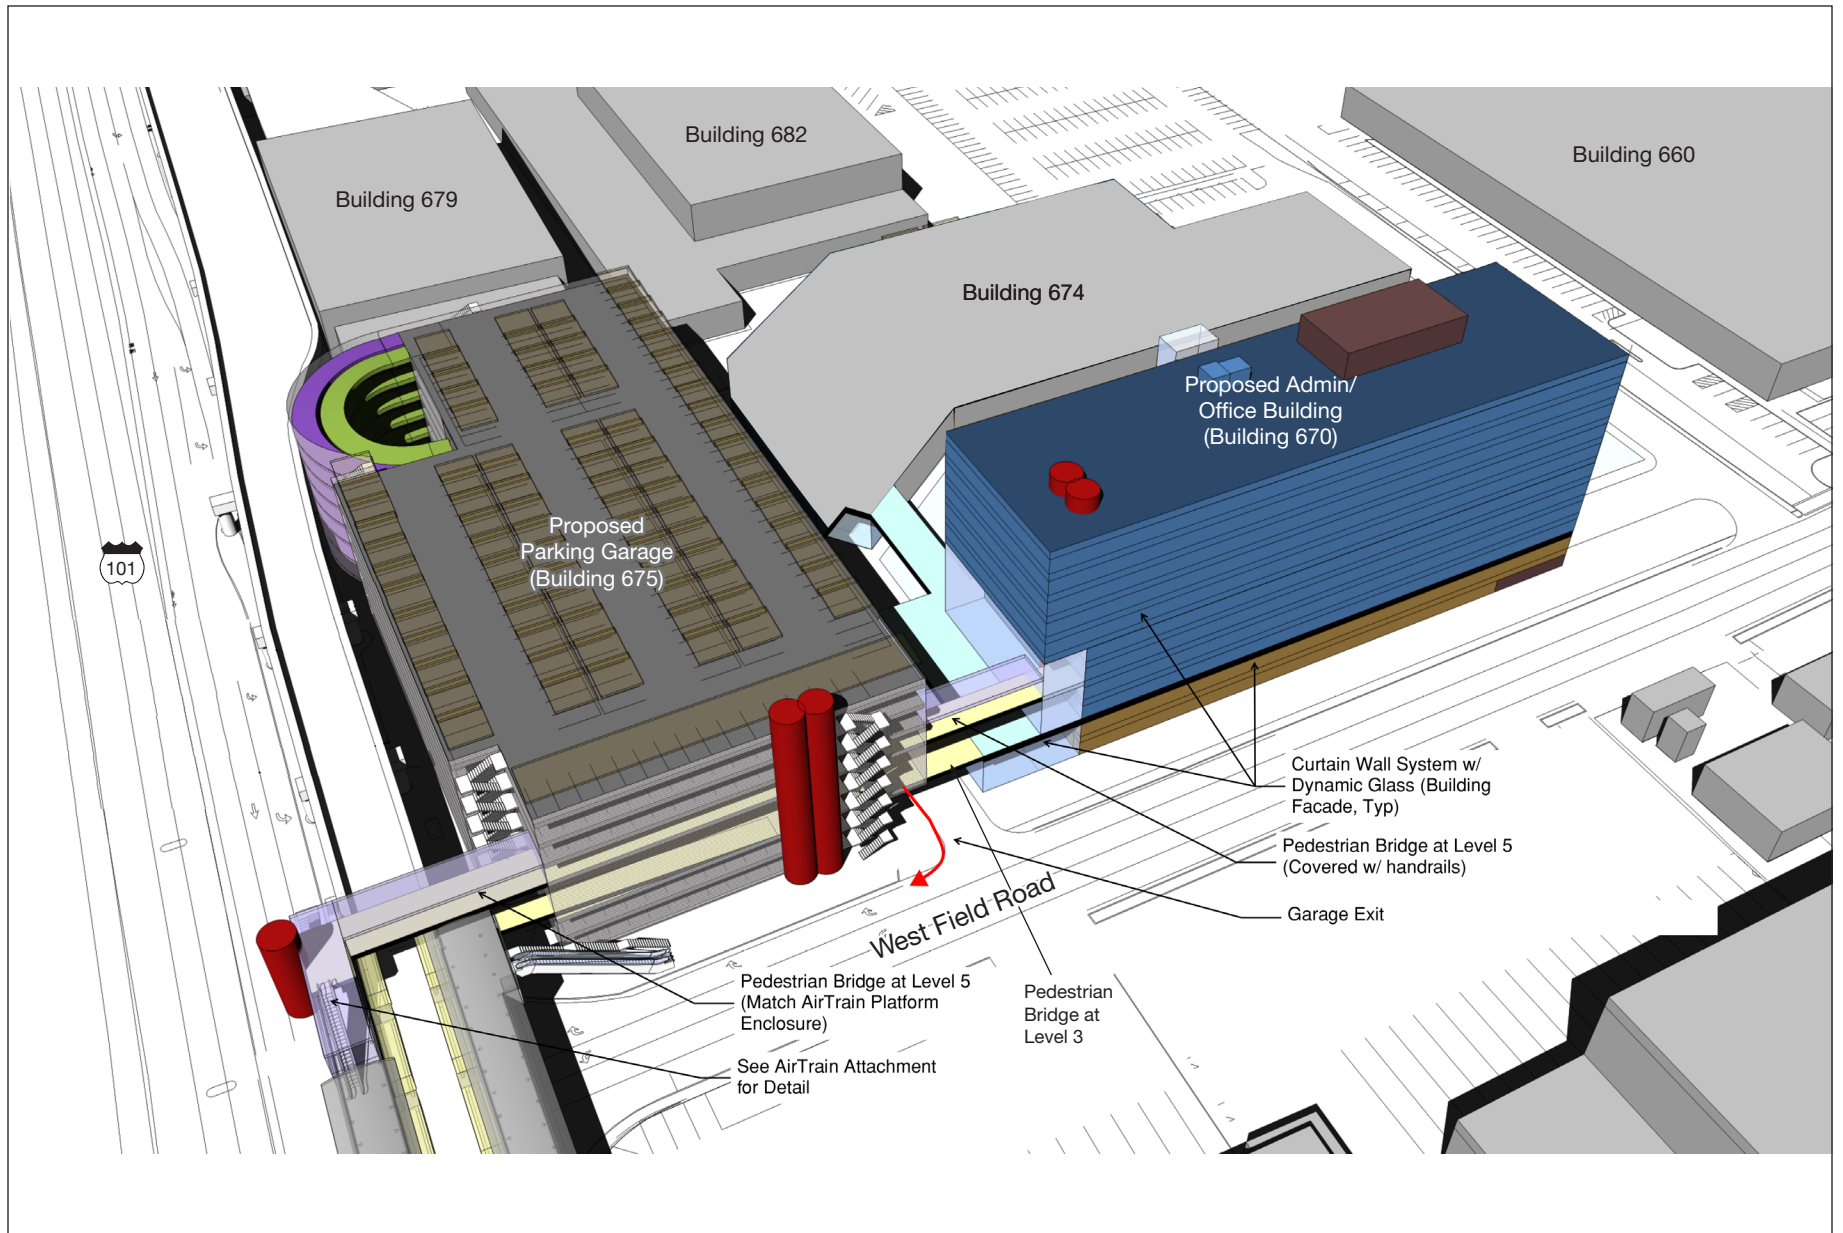 Building 682
Building 660
Building 679
Building 674
Proposed Admin/
Office Building
(Building 670)
Proposed
Parking Garage
(Building 675)
101
Curtain Wall System w/
Dynamic Glass (Building
Facade, Typ)
Pedestrian Bridge at Level 5
(Covered w/ handrails)
Garage Exit
West Field Road
Pedestrian Bridge at Level 5
(Match AirTrain Platform
Enclosure)
Pedestrian
Bridge at
Level 3
See AirTrain Attachment
for Detail